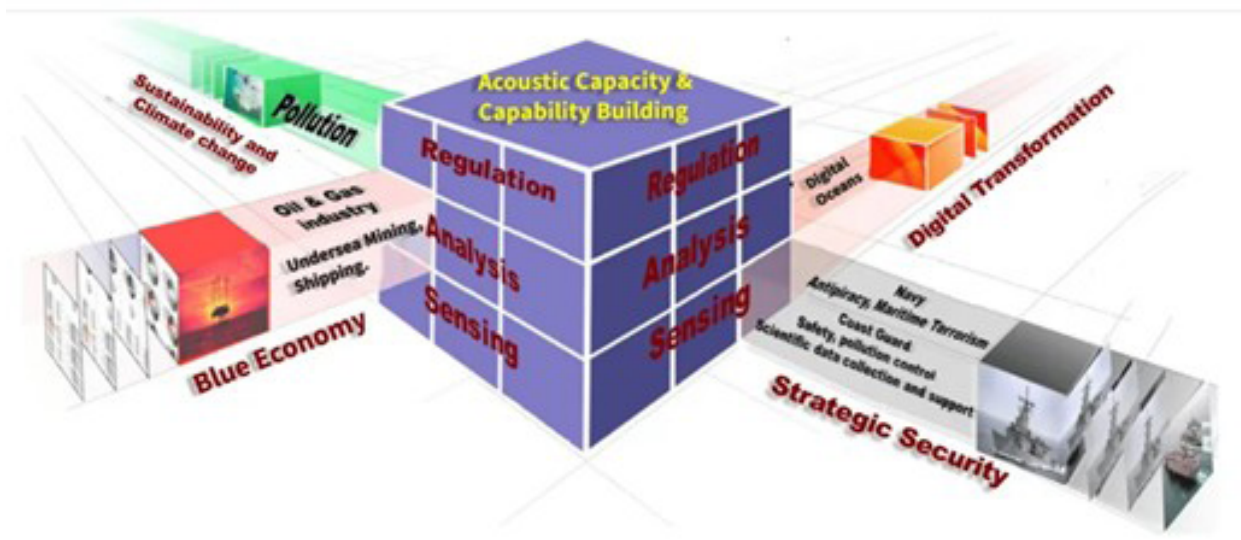 Acoustic Capacity &
Capability Building
Regulation
Analysis
Sensing
Regulation
Analysis
Sensing
Pollution
Sustainability and
Climate change
Oil & Gas
industry
Undersea Mining,
Shipping,
Blue Economy
Digital
Oceans
Digital Transformation
Navy
Antipiracy, Maritime Terrorism
Coast Guard
Safety, pollution control
Scientific data collection and support
Strategic Security